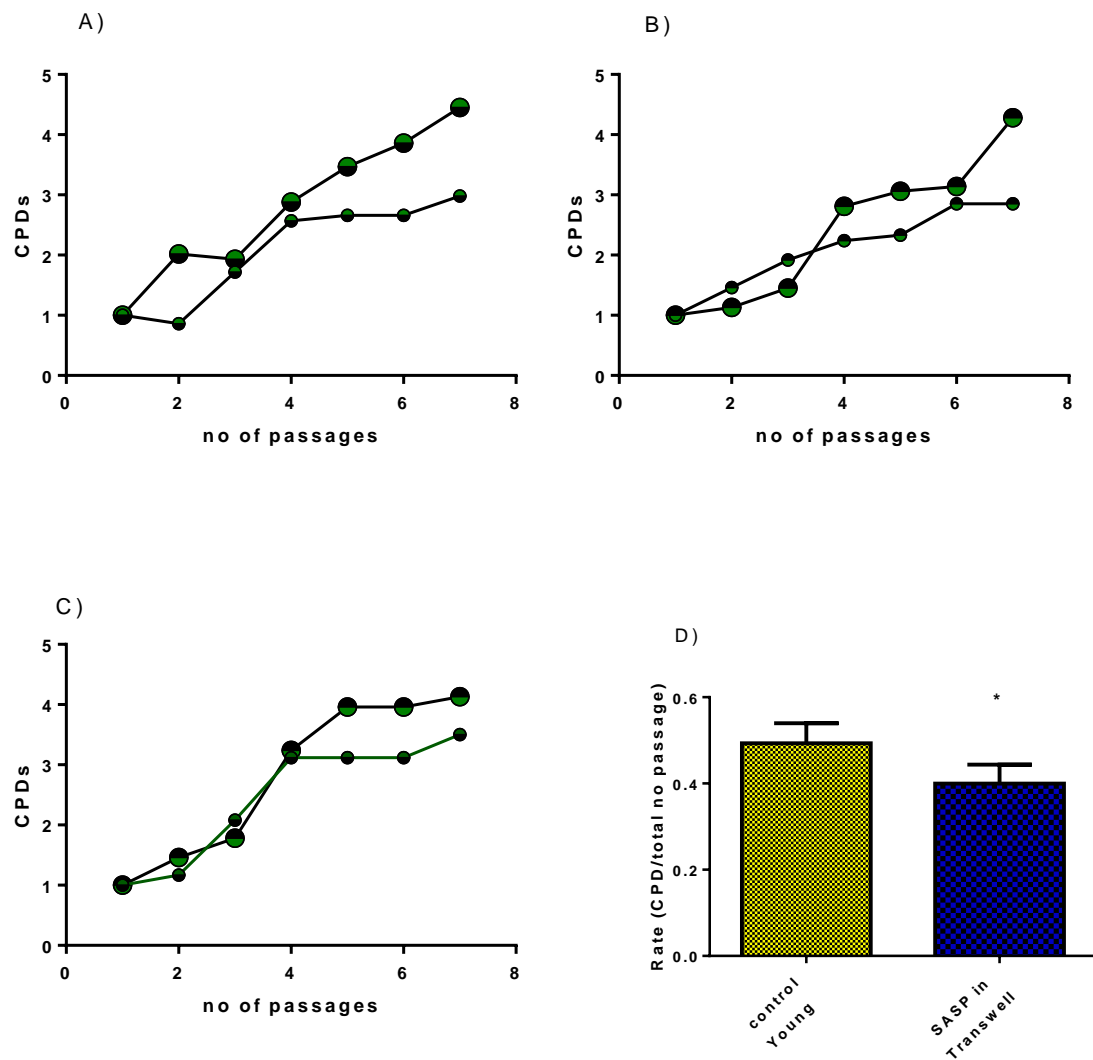 A)
B)
CPDs
5
4
3
2
1
0
0 2 4 6 8
no of passages
CPDs
5
4
3
2
1
0
0 2 4 6 8
no of passages
C)
CPDs
5
4
3
2
1
0
0 2 4 6 8
no of passages
D)
Rate (CPD/total no passage)
0.6
0.4
0.2
0.0
*
control
Young
SASP in
Transwell